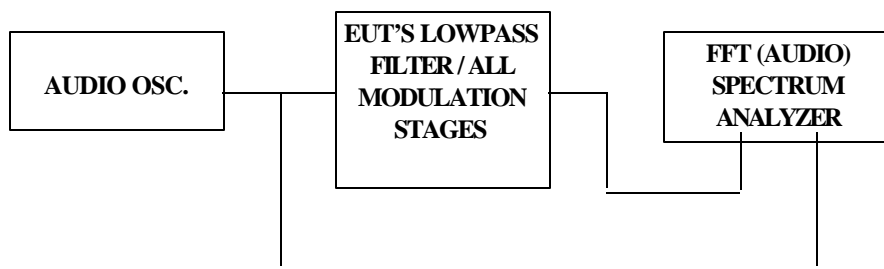 AUDIO OSC.
EUT'S LOWPASS
FILTER / ALL
MODULATION
STAGES
FFT (AUDIO)
SPECTRUM
ANALYZER